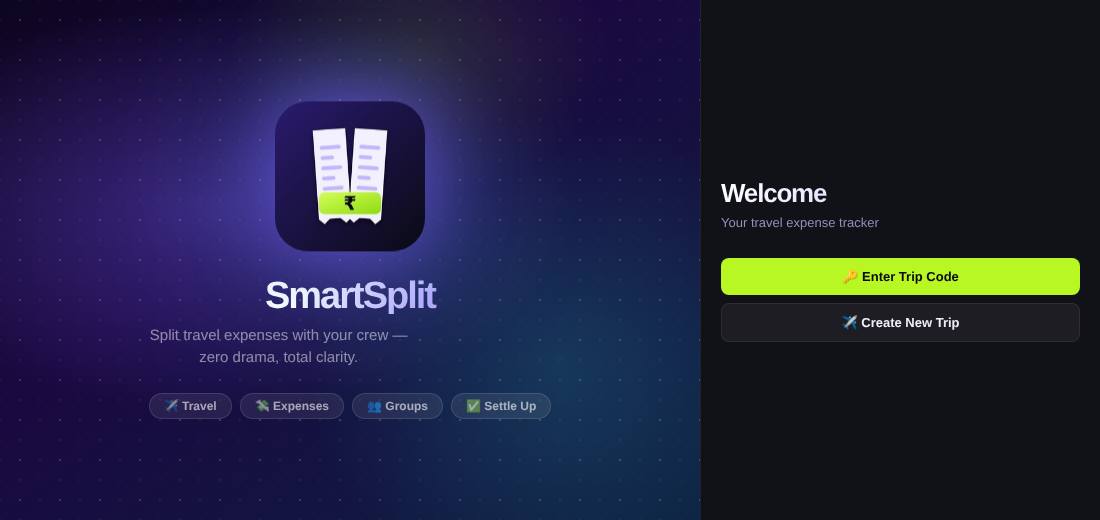 ₹
SmartSplit
Split travel expenses with your crew —
zero drama, total clarity.
✈️ Travel
💸 Expenses
👥 Groups
✅ Settle Up
Welcome
Your travel expense tracker
🔑 Enter Trip Code
✈️ Create New Trip